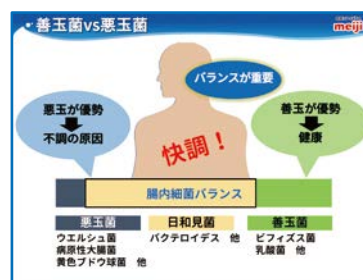 善玉菌vs悪玉菌
meiji
バランスが重要
悪玉が優勢
不調の原因
善玉が優勢
健康
快調!
腸内細菌バランス
悪玉菌
ウエルシュ菌
病原性大腸菌
黄色ブドウ球菌 他
日和見菌
バクテロイデス 他
善玉菌
ビフィズス菌
乳酸菌 他